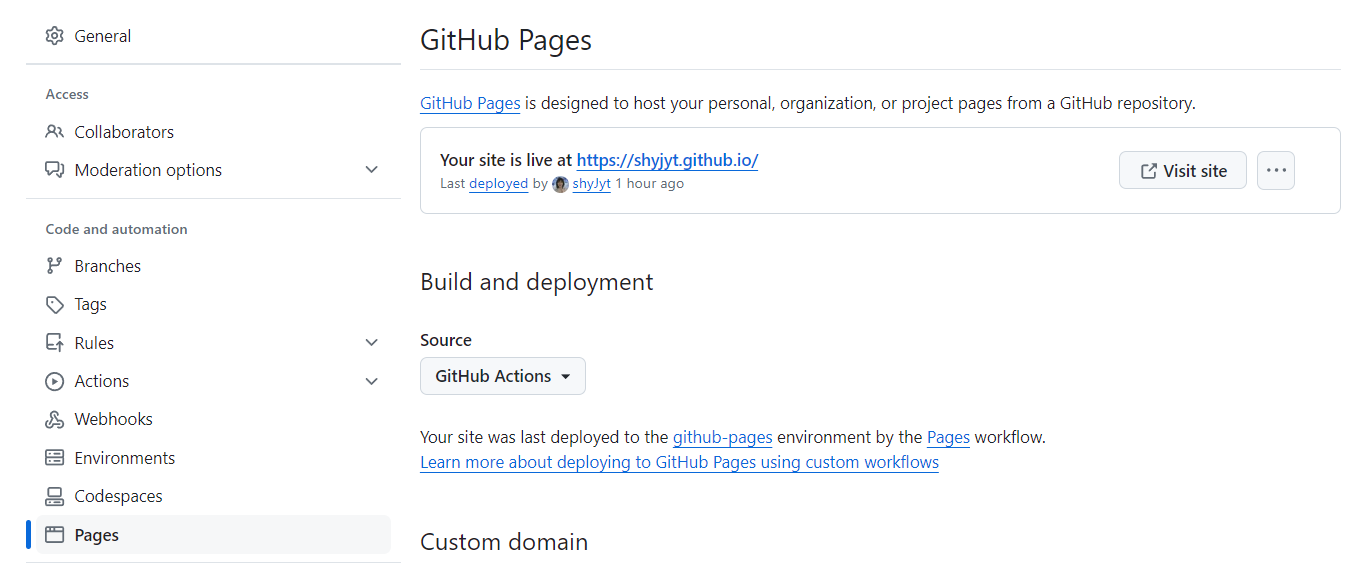 General
Access
Collaborators
Moderation options
Code and automation
Branches
Tags
Rules
Actions
Webhooks
Environments
Codespaces
Pages
GitHub Pages
GitHub Pages is designed to host your personal, organization, or project pages from a GitHub repository.
Your site is live at https://shyjyt.github.io/
Last deployed by shyJyt 1 hour ago
Visit site
Build and deployment
Source
GitHub Actions
Your site was last deployed to the github-pages environment by the Pages workflow.
Learn more about deploying to GitHub Pages using custom workflows
Custom domain